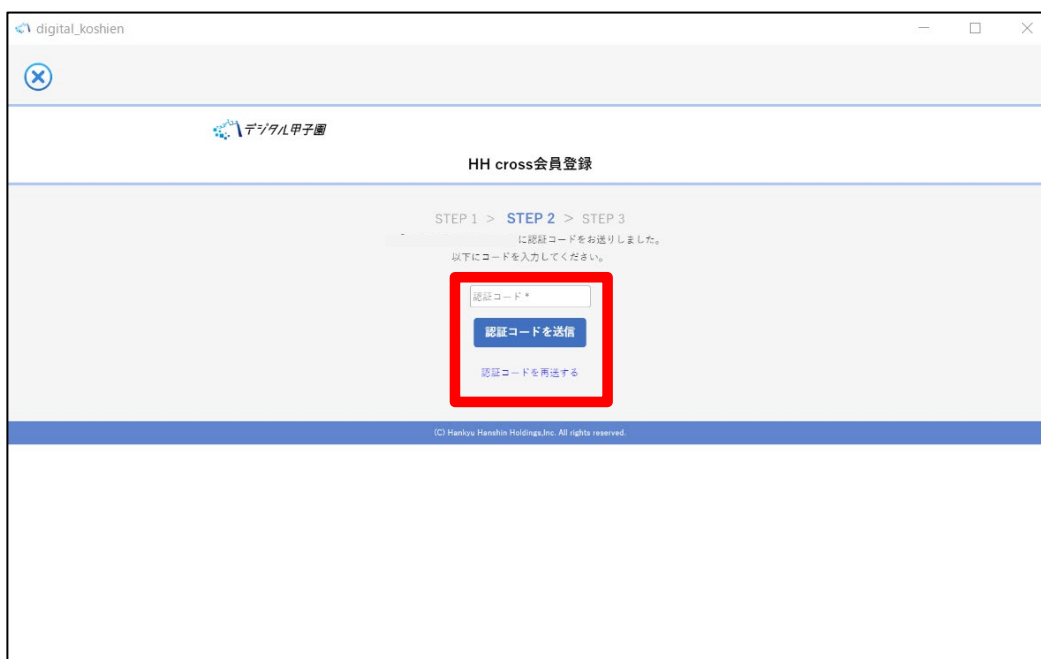 digital_koshien
デジタル甲子園
HH cross会員登録
STEP 1 > STEP 2 > STEP 3
に認証コードをお送りしました。
以下にコードを入力してください。
認証コード *
認証コードを送信
認証コードを再送する
(C) Hankyu Hanshin Holdings,Inc. All rights reserved.